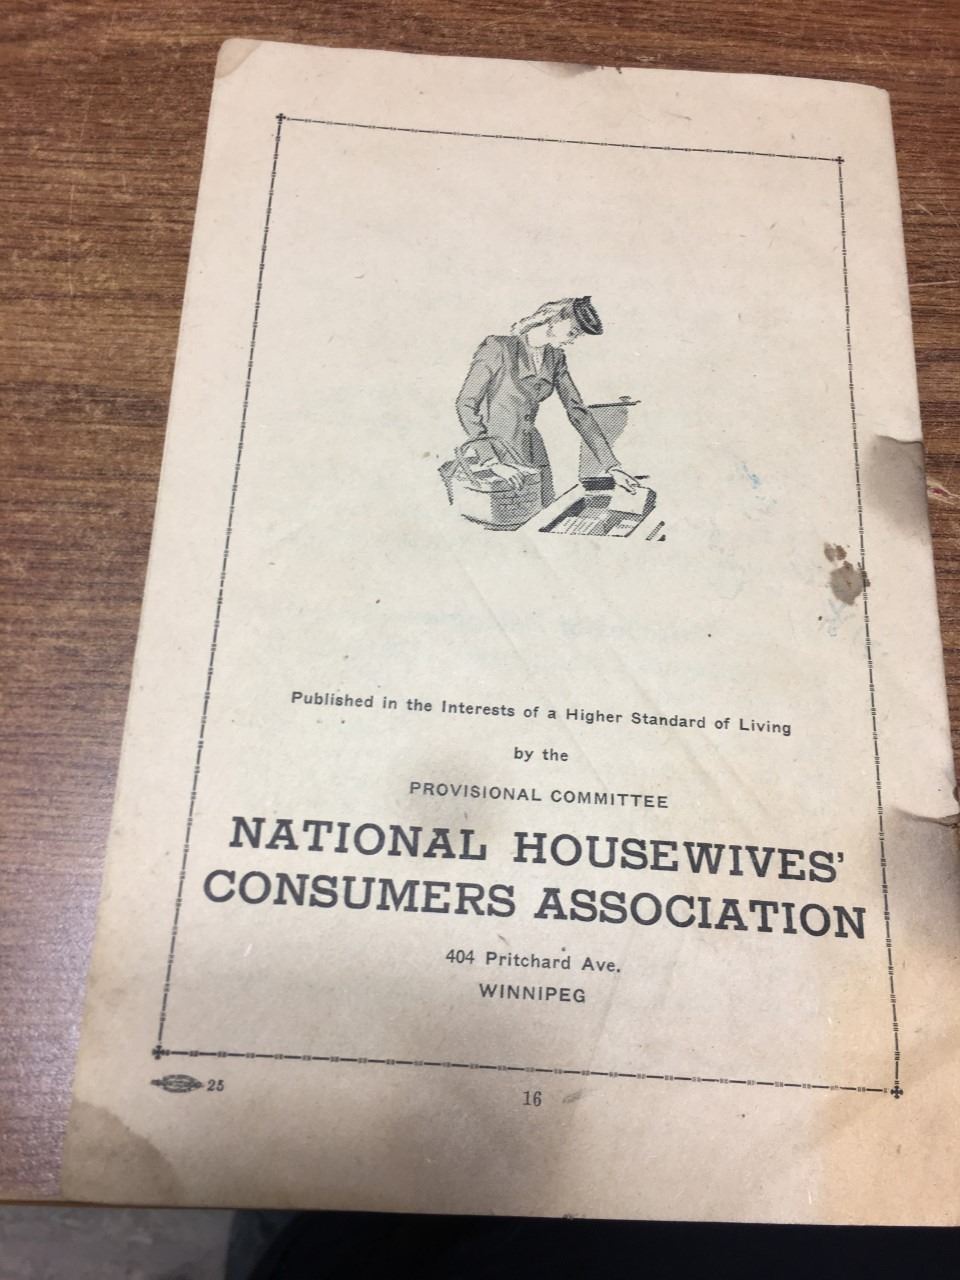 Published in the Interests of a Higher Standard of Living
by the
PROVISIONAL COMMITTEE
NATIONAL HOUSEWIVES'
CONSUMERS ASSOCIATION
404 Pritchard Ave.
WINNIPEG
25
16